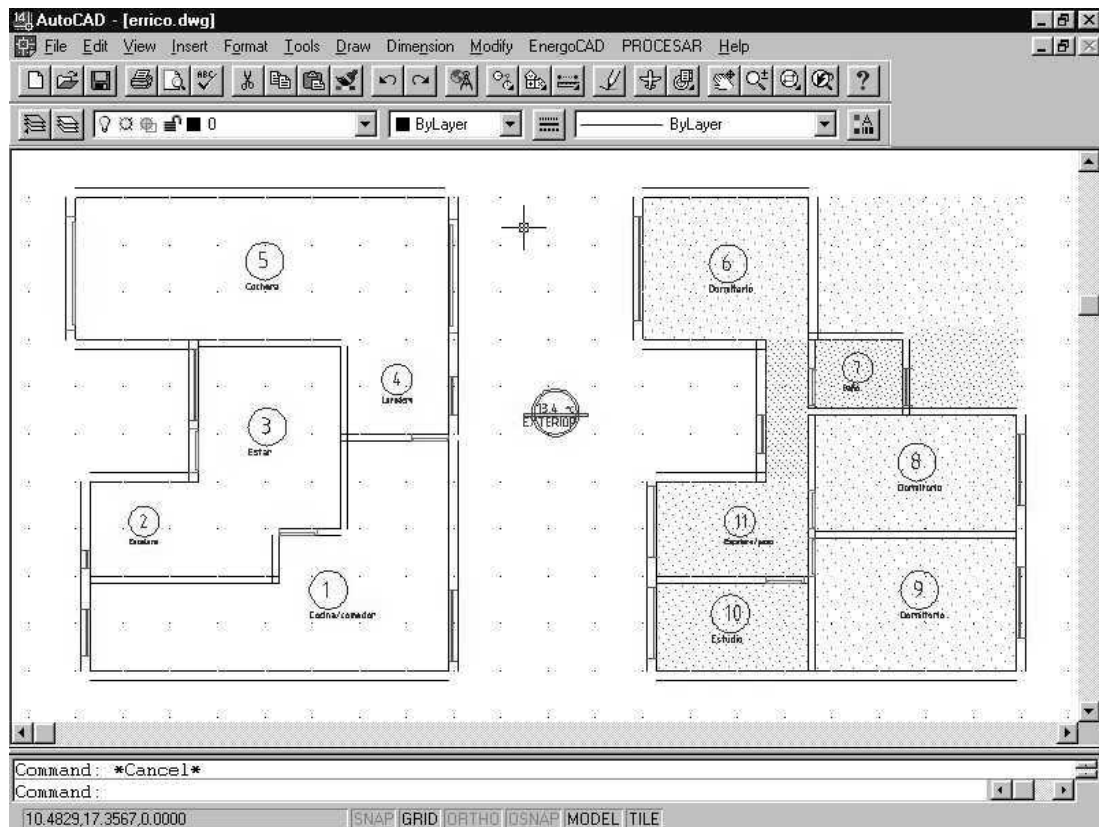 AutoCAD - [errico.dwg]
File Edit View Insert Format Tools Draw Dimension Modify EnergoCAD PROCESAR Help
ABC
0 ByLayer ByLayer
5
Cochera
6
Dormitorio
4
Lavadero
7
Baño
3
Estar
13.4 °C
EXTERIOR
8
Dormitorio
2
Escalera
11
Escalera/paso
1
Cocina/comedor
9
Dormitorio
10
Estudio
Command: *Cancel*
Command:
10.4829,17.3567,0.0000 SNAP GRID ORTHO OSNAP MODEL TILE